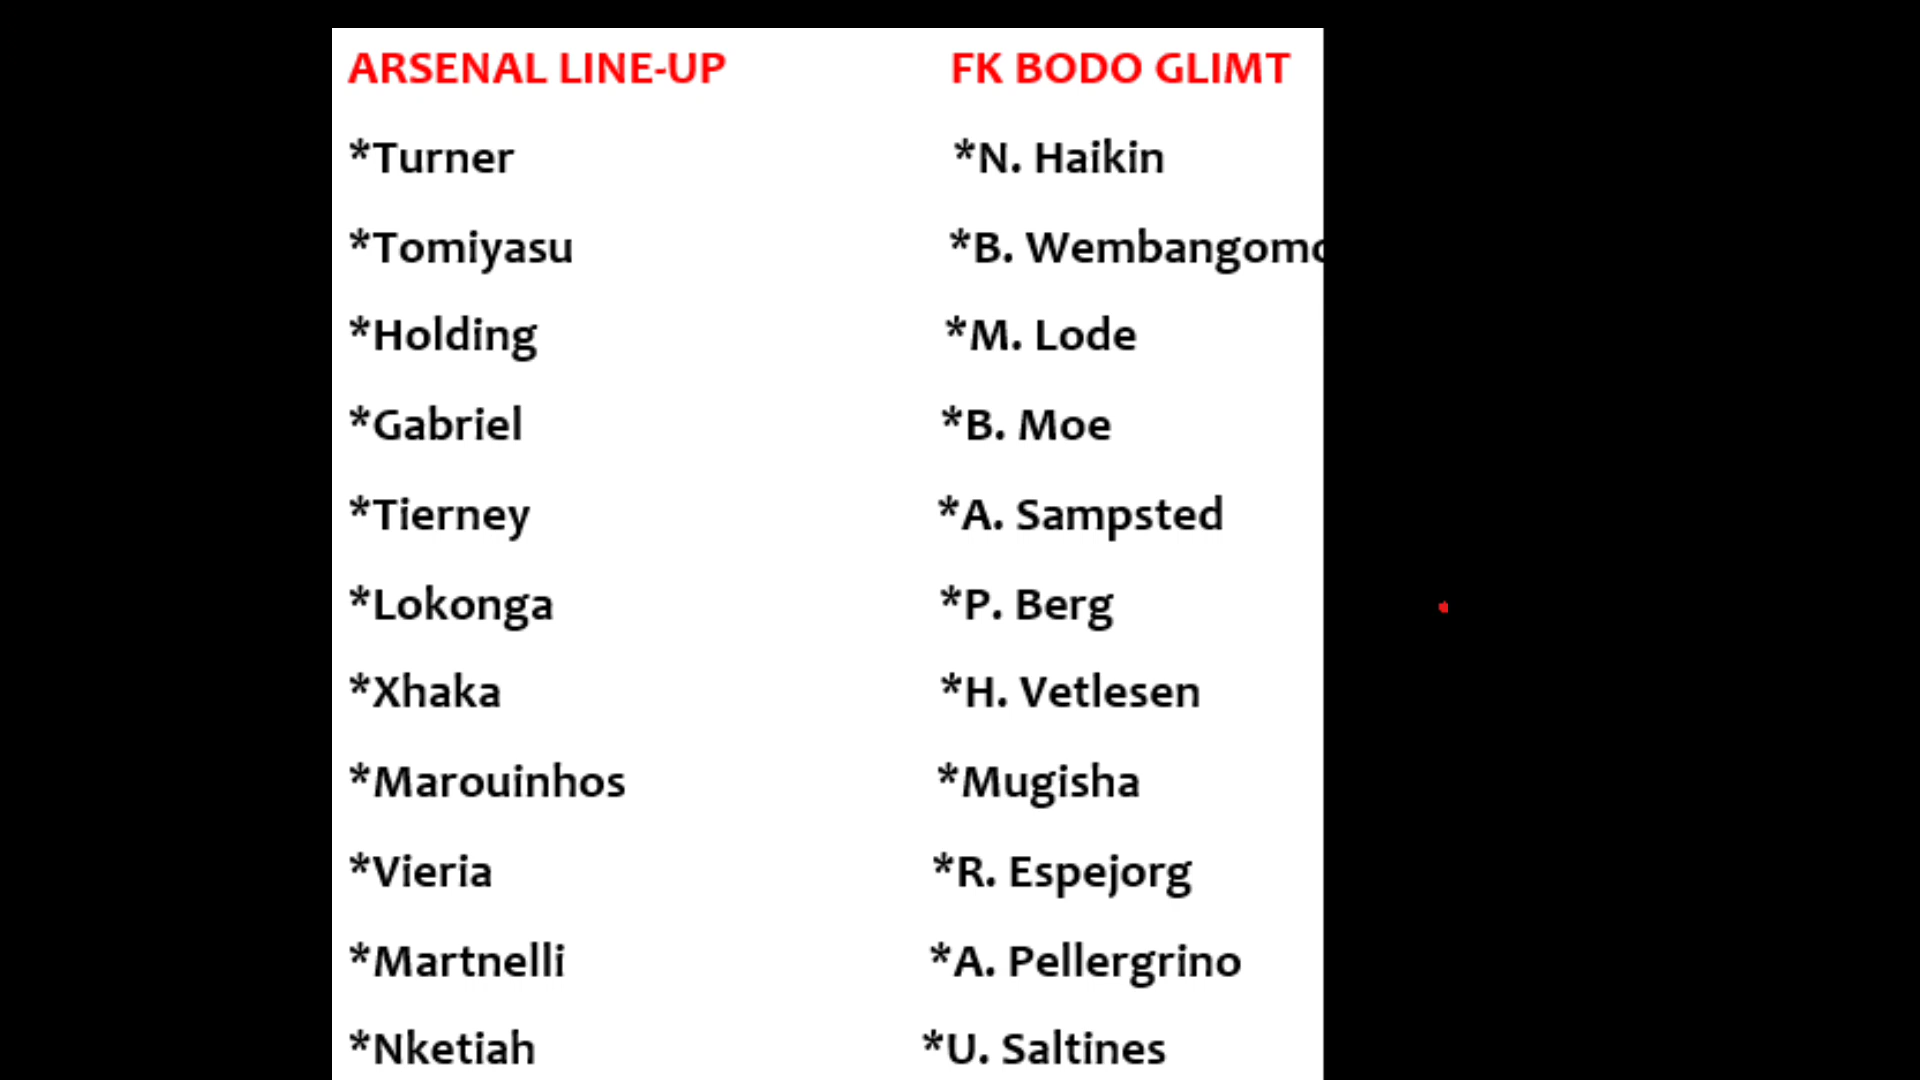 ARSENAL LINE-UP FK BODO GLIMT
*Turner *N. Haikin
*Tomiyasu *B. Wembangomo
*Holding *M. Lode
*Gabriel *B. Moe
*Tierney *A. Sampsted
*Lokonga *P. Berg
*Xhaka *H. Vetlesen
*Marouinhos *Mugisha
*Vieria *R. Espejorg
*Martnelli *A. Pellergrino
*Nketiah *U. Saltines